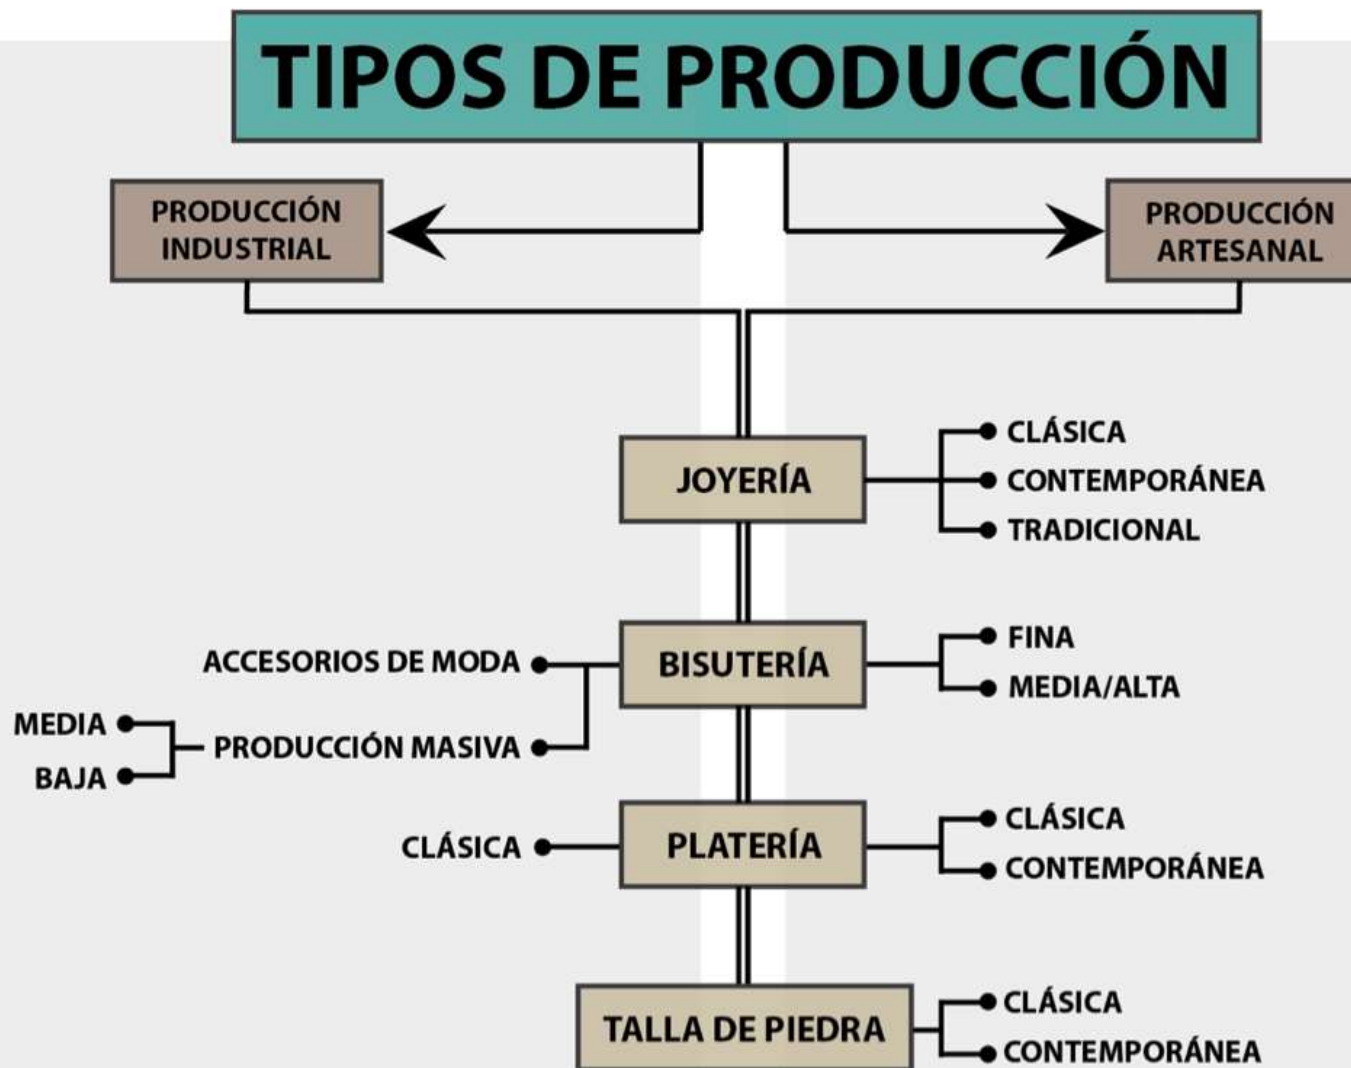 TIPOS DE PRODUCCIÓN
PRODUCCIÓN
INDUSTRIAL
PRODUCCIÓN
ARTESANAL
JOYERÍA
CLÁSICA
CONTEMPORÁNEA
TRADICIONAL
ACCESORIOS DE MODA
BISUTERÍA
FINA
MEDIA/ALTA
MEDIA
BAJA
PRODUCCIÓN MASIVA
CLÁSICA
PLATERÍA
CLÁSICA
CONTEMPORÁNEA
TALLA DE PIEDRA
CLÁSICA
CONTEMPORÁNEA